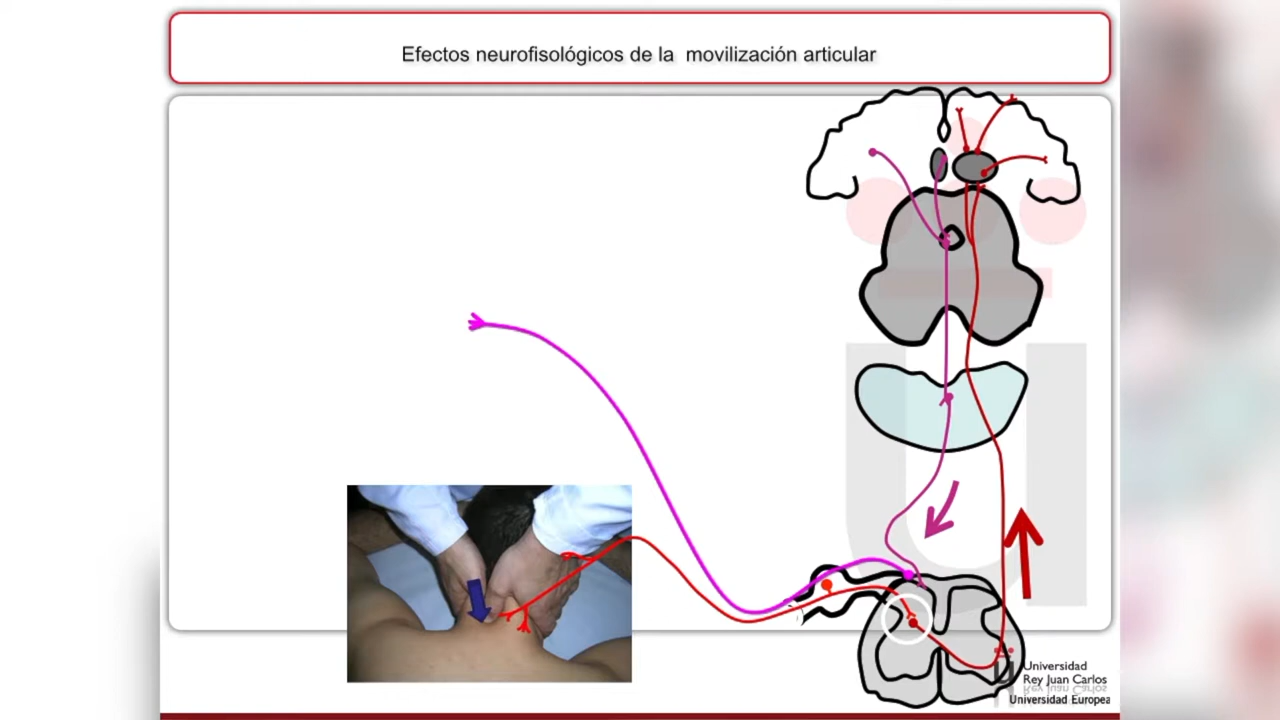 Efectos neurofisológicos de la movilización articular
Universidad
Rey Juan Carlos
Universidad Europea